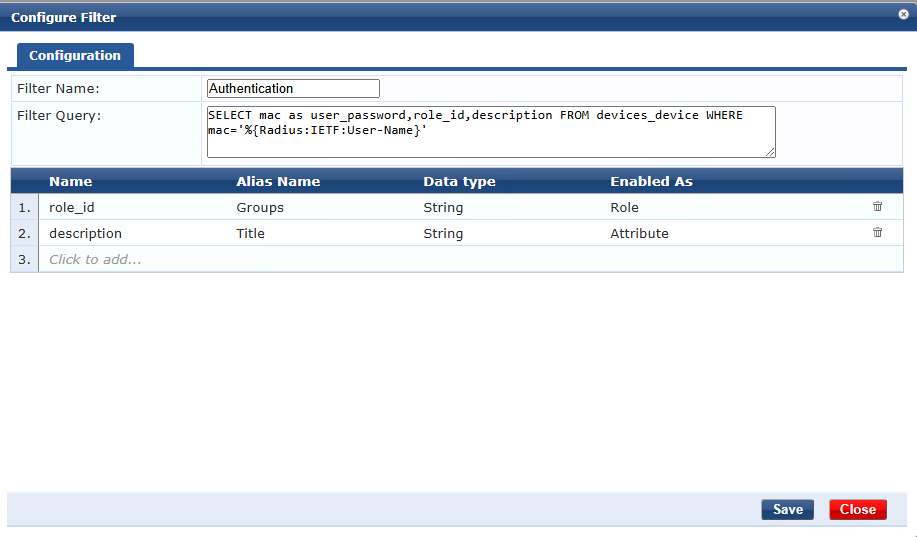 Configure Filter
Configuration
Filter Name:
Authentication
Filter Query:
SELECT mac as user_password,role_id,description FROM devices_device WHERE
mac='%{Radius:IETF:User-Name}'
Name Alias Name Data type Enabled As
1. role_id Groups String Role
2. description Title String Attribute
3. Click to add...
Save Close